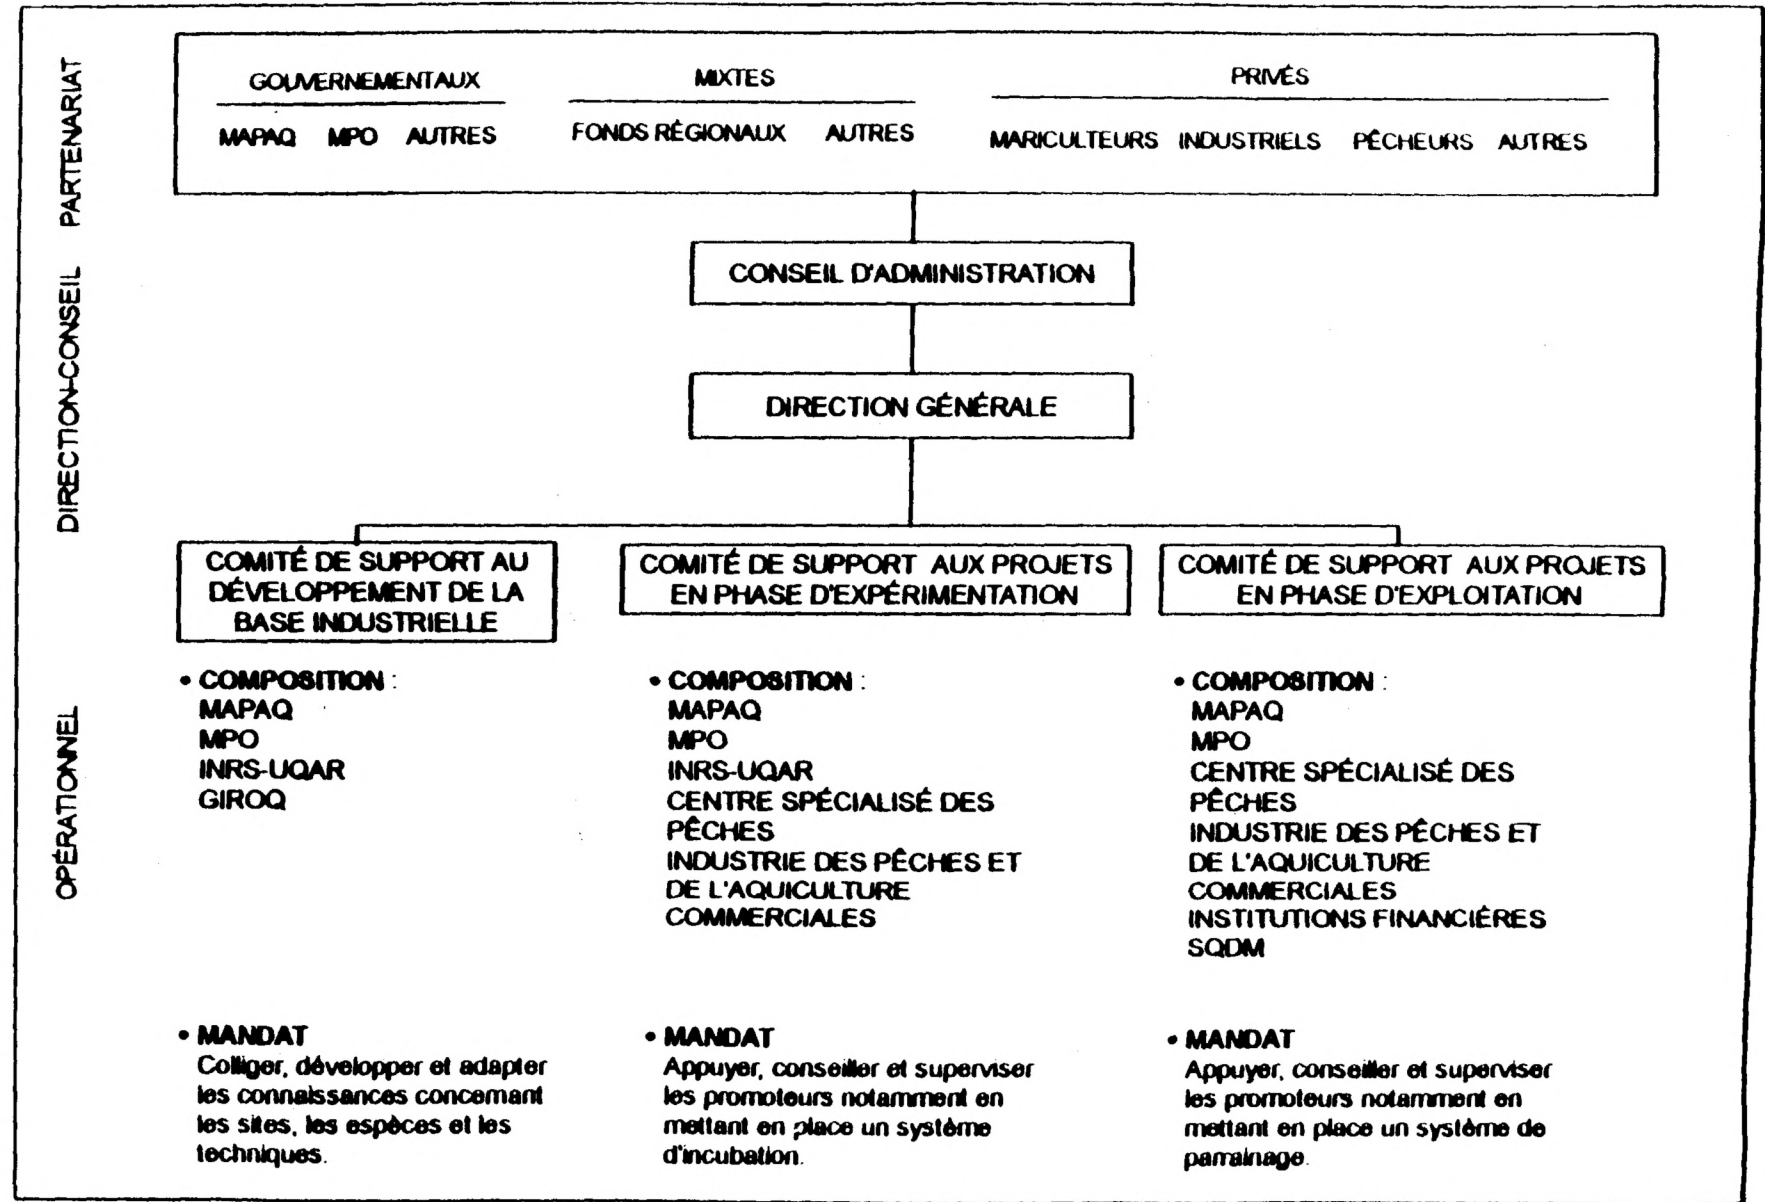 PARTENARIAT
GOUVERNEMENTAUX
MAPAQ MPO AUTRES
MIXTES
FONDS RÉGIONAUX AUTRES
PRIVÉS
MARICULTEURS INDUSTRIELS PÊCHEURS AUTRES
DIRECTION-CONSEIL
CONSEIL D'ADMINISTRATION
DIRECTION GÉNÉRALE
OPÉRATIONNEL
COMITÉ DE SUPPORT AU
DÉVELOPPEMENT DE LA
BASE INDUSTRIELLE
• COMPOSITION :
MAPAQ
MPO
INRS-UQAR
GIROQ
• MANDAT
Colliger, développer et adapter
les connaissances concernant
les sites, les espèces et les
techniques.
COMITÉ DE SUPPORT AUX PROJETS
EN PHASE D'EXPÉRIMENTATION
• COMPOSITION :
MAPAQ
MPO
INRS-UQAR
CENTRE SPÉCIALISÉ DES
PÊCHES
INDUSTRIE DES PÊCHES ET
DE L'AQUICULTURE
COMMERCIALES
• MANDAT
Appuyer, conseiller et superviser
les promoteurs notamment en
mettant en place un système
d'incubation.
COMITÉ DE SUPPORT AUX PROJETS
EN PHASE D'EXPLOITATION
• COMPOSITION :
MAPAQ
MPO
CENTRE SPÉCIALISÉ DES
PÊCHES
INDUSTRIE DES PÊCHES ET
DE L'AQUICULTURE
COMMERCIALES
INSTITUTIONS FINANCIÈRES
SQDM
• MANDAT
Appuyer, conseiller et superviser
les promoteurs notamment en
mettant en place un système de
parrainage.